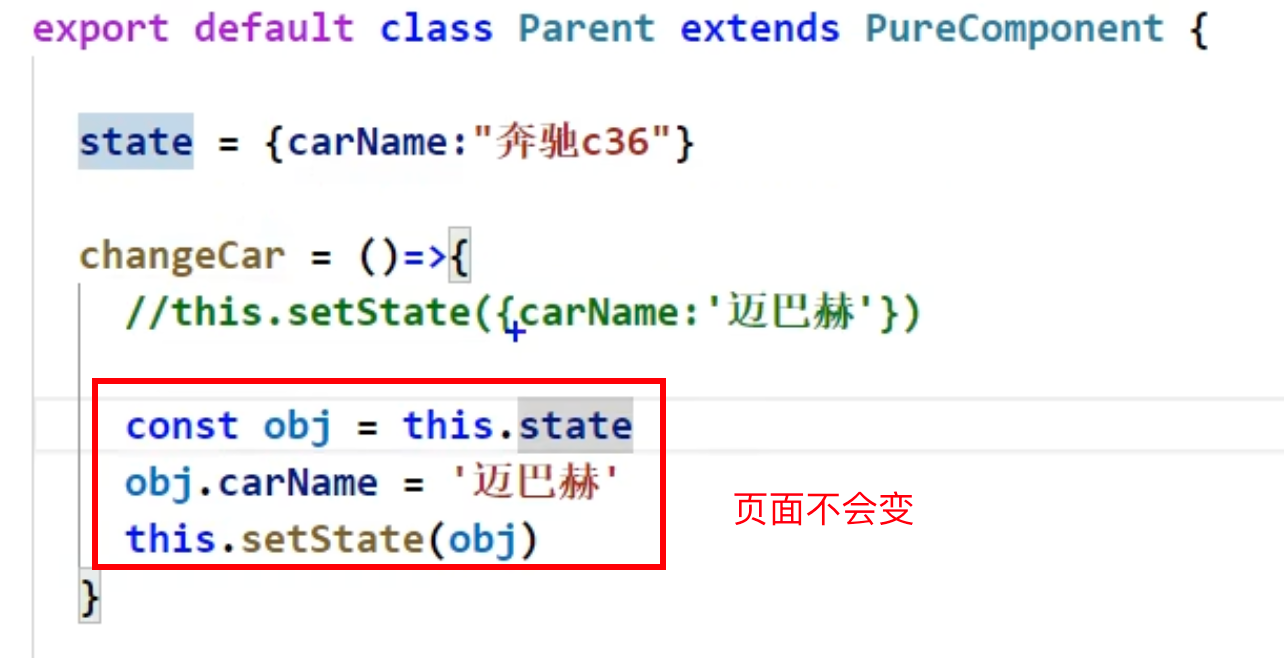 export default class Parent extends PureComponent {
state = {carName:"奔驰c36"}
changeCar = ()=>{
//this.setState({carName:'迈巴赫'})
const obj = this.state
obj.carName = '迈巴赫'
this.setState(obj)
页面不会变
}